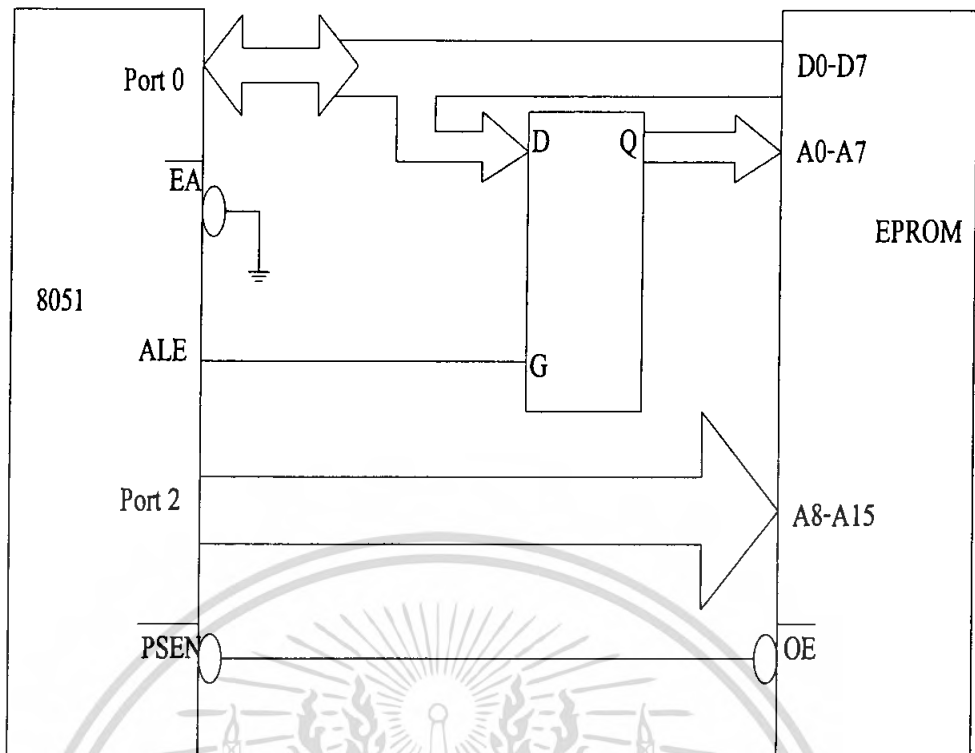 Port 0
D0-D7
D
Q
A0-A7
EA
EPROM
8051
ALE
G
Port 2
A8-A15
PSEN
OE